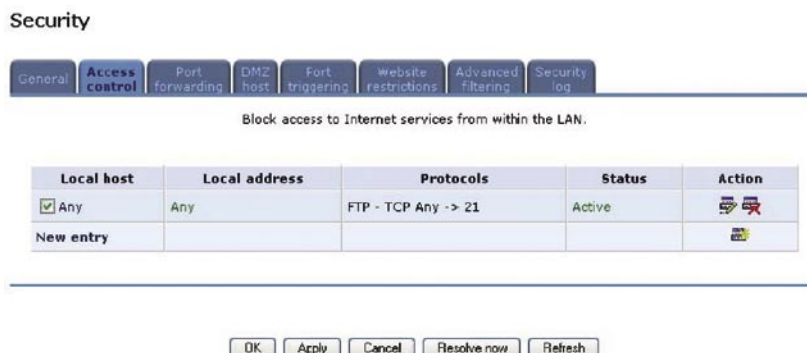 Security
General Access control Port forwarding DMZ host Port triggering Website restrictions Advanced filtering Security log
Block access to Internet services from within the LAN.
Local host Local address Protocols Status Action
Any Any FTP - TCP Any -> 21 Active
New entry
OK Apply Cancel Resolve now Refresh